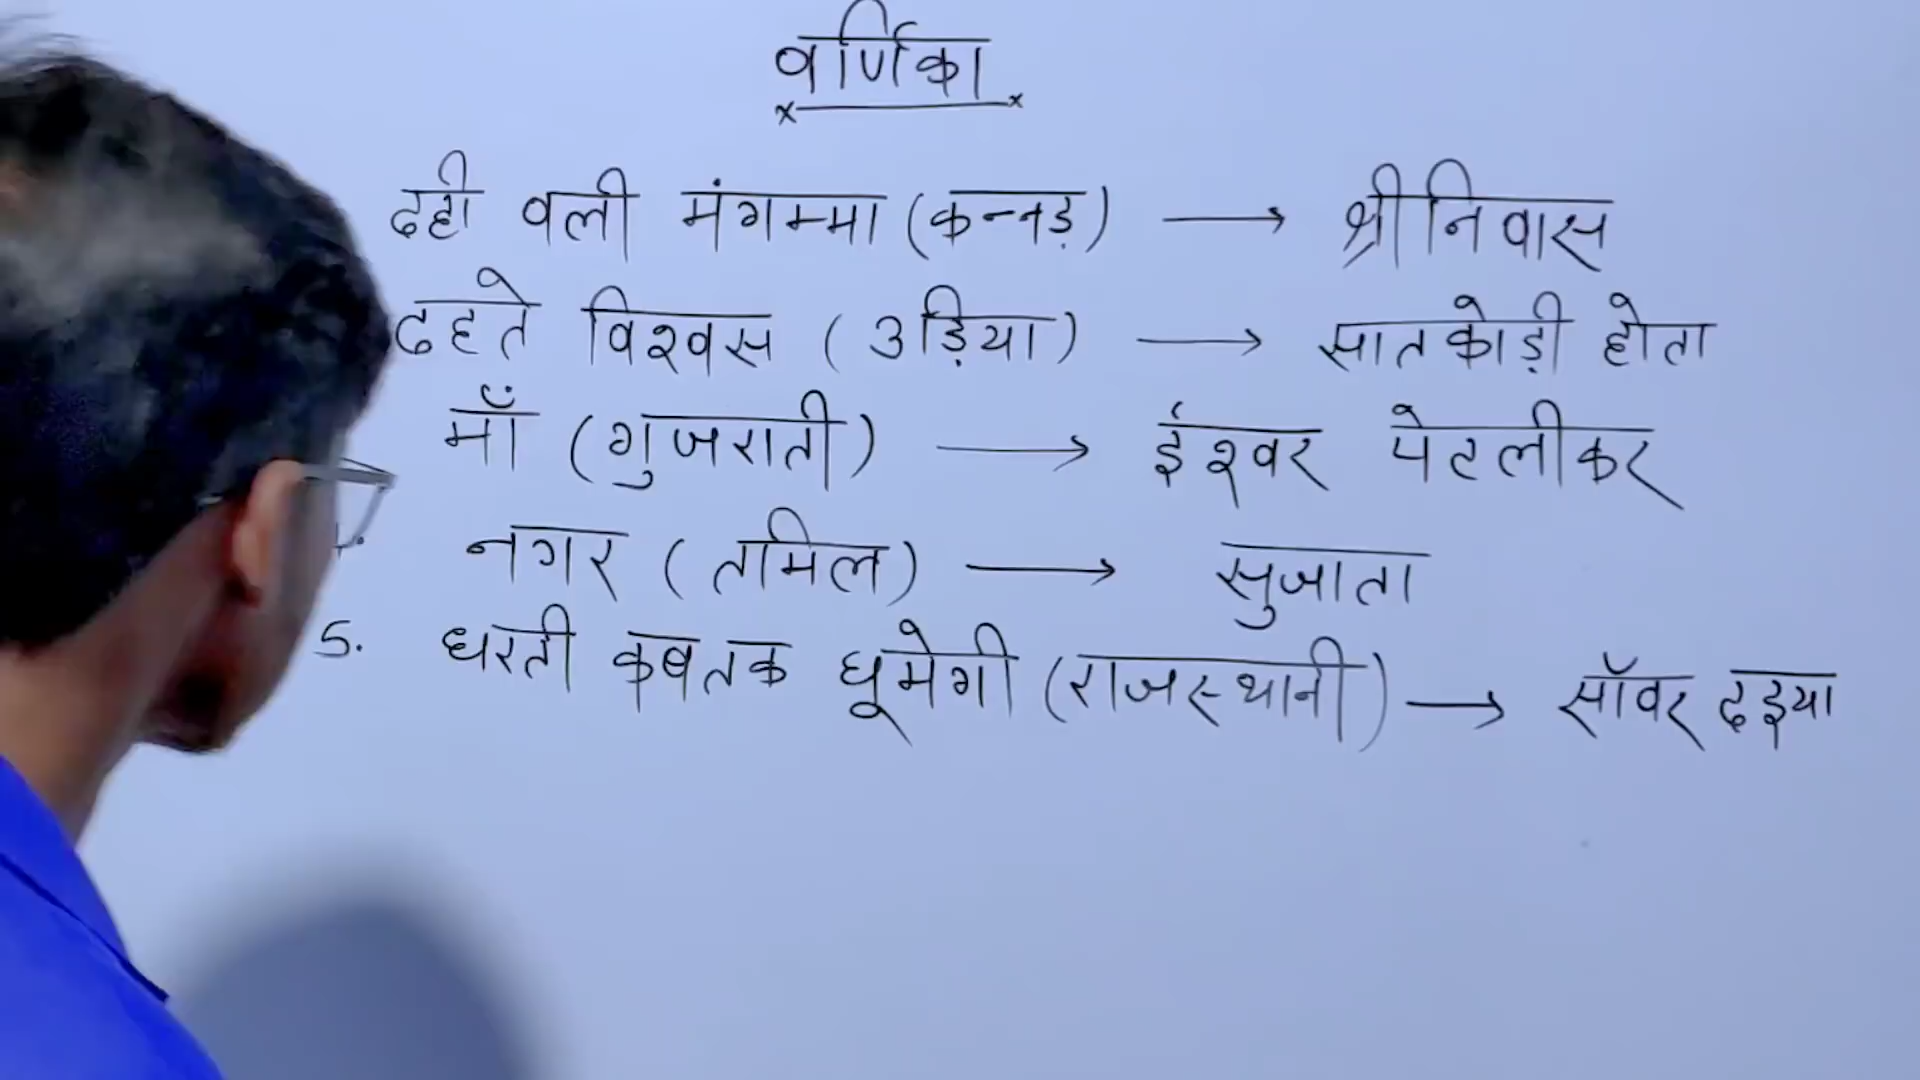 वर्णिका
दही वली मंगम्मा (कन्नड़) → श्रीनिवास
ढहते विश्वस (उड़िया) → सातकोड़ी होता
माँ (गुजराती) → ईश्वर पेटलीकर
नगर (तमिल) → सुजाता
5. धरती कबतक घूमेगी (राजस्थानी) → साॅवर दइया